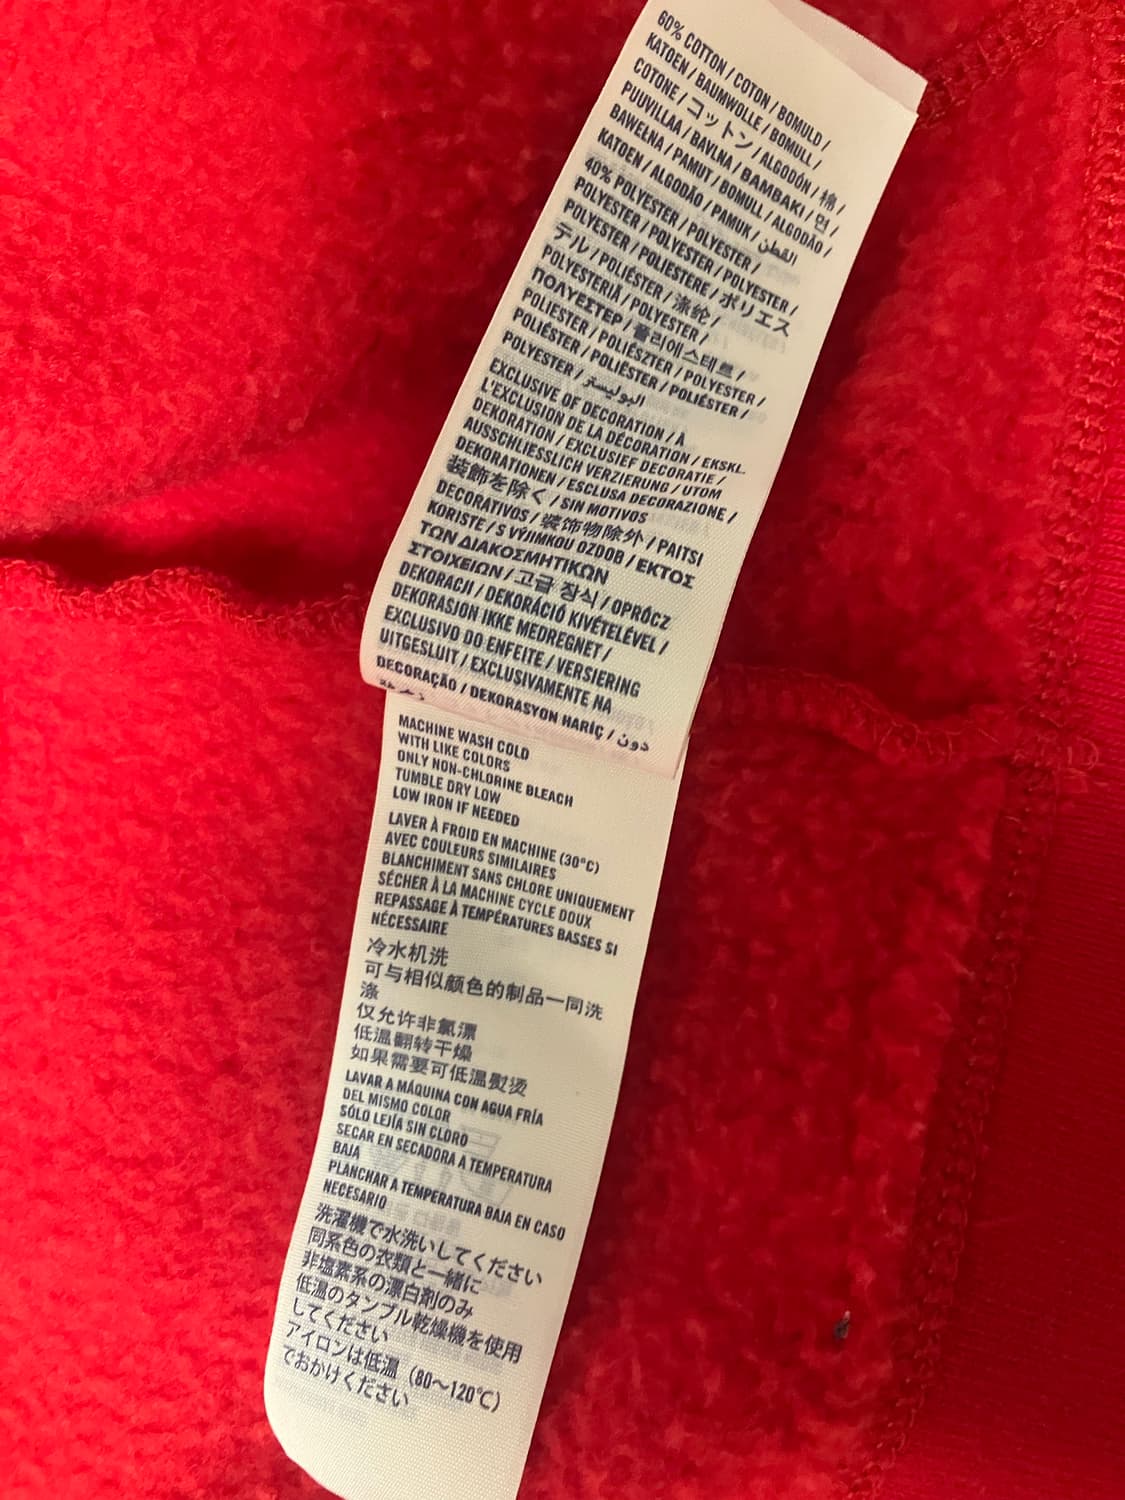 60% COTTON / COTON / BOMULD /
KATOEN / BAUMWOLLE / BOMULL /
COTONE / コットン / ALGODÓN / 棉 /
PUUVILLAA / BAVLNA / BAMBAKI / 면 /
BAWEŁNA / PAMUT / BOMULL / ALGODÃO /
KATOEN / ALGODÃO / PAMUK / القطن
40% POLYESTER / POLYESTER /
POLYESTER / POLYESTER / POLYESTER /
POLYESTER / POLIESTERE / ポリエス
テル / POLIÉSTER / 涤纶 /
POLYESTERIÄ / POLYESTER /
ΠΟΛΥΕΣΤΕΡ / 폴리에스테르 /
POLIESTER / POLIÉSZTER / POLYESTER /
POLIÉSTER / POLIËSTER / POLIÉSTER /
POLYESTER / البوليستر
EXCLUSIVE OF DECORATION / À
L'EXCLUSION DE LA DÉCORATION / EKSKL.
DEKORATION / EXCLUSIEF DECORATIE /
AUSSCHLIESSLICH VERZIERUNG / UTOM
DEKORATIONEN / ESCLUSA DECORAZIONE /
装飾を除く / SIN MOTIVOS
DECORATIVOS / 装饰物除外 / PAITSI
KORISTE / S VÝJIMKOU OZDOB / ΕΚΤΟΣ
ΤΩΝ ΔΙΑΚΟΣΜΗΤΙΚΩΝ
ΣΤΟΙΧΕΙΩΝ / 고급 장식 / OPRÓCZ
DEKORACJI / DEKORÁCIÓ KIVÉTELÉVEL /
DEKORASJON IKKE MEDREGNET /
EXCLUSIVO DO ENFEITE / VERSIERING
UITGESLUIT / EXCLUSIVAMENTE NA
DECORAÇÃO / DEKORASYON HARİÇ / دون
MACHINE WASH COLD
WITH LIKE COLORS
ONLY NON-CHLORINE BLEACH
TUMBLE DRY LOW
LOW IRON IF NEEDED
LAVER À FROID EN MACHINE (30°C)
AVEC COULEURS SIMILAIRES
BLANCHIMENT SANS CHLORE UNIQUEMENT
SÉCHER À LA MACHINE CYCLE DOUX
REPASSAGE À TEMPÉRATURES BASSES SI
NÉCESSAIRE
冷水机洗
可与相似颜色的制品一同洗
涤
仅允许非氯漂
低温翻转干燥
如果需要可低温熨烫
LAVAR A MÁQUINA CON AGUA FRÍA
DEL MISMO COLOR
SÓLO LEJÍA SIN CLORO
SECAR EN SECADORA A TEMPERATURA
BAJA
PLANCHAR A TEMPERATURA BAJA EN CASO
NECESARIO
洗濯機で水洗いしてください
同系色の衣類と一緒に
非塩素系の漂白剤のみ
低温のタンブル乾燥機を使用
してください
アイロンは低温（80～120℃）
でおかけください